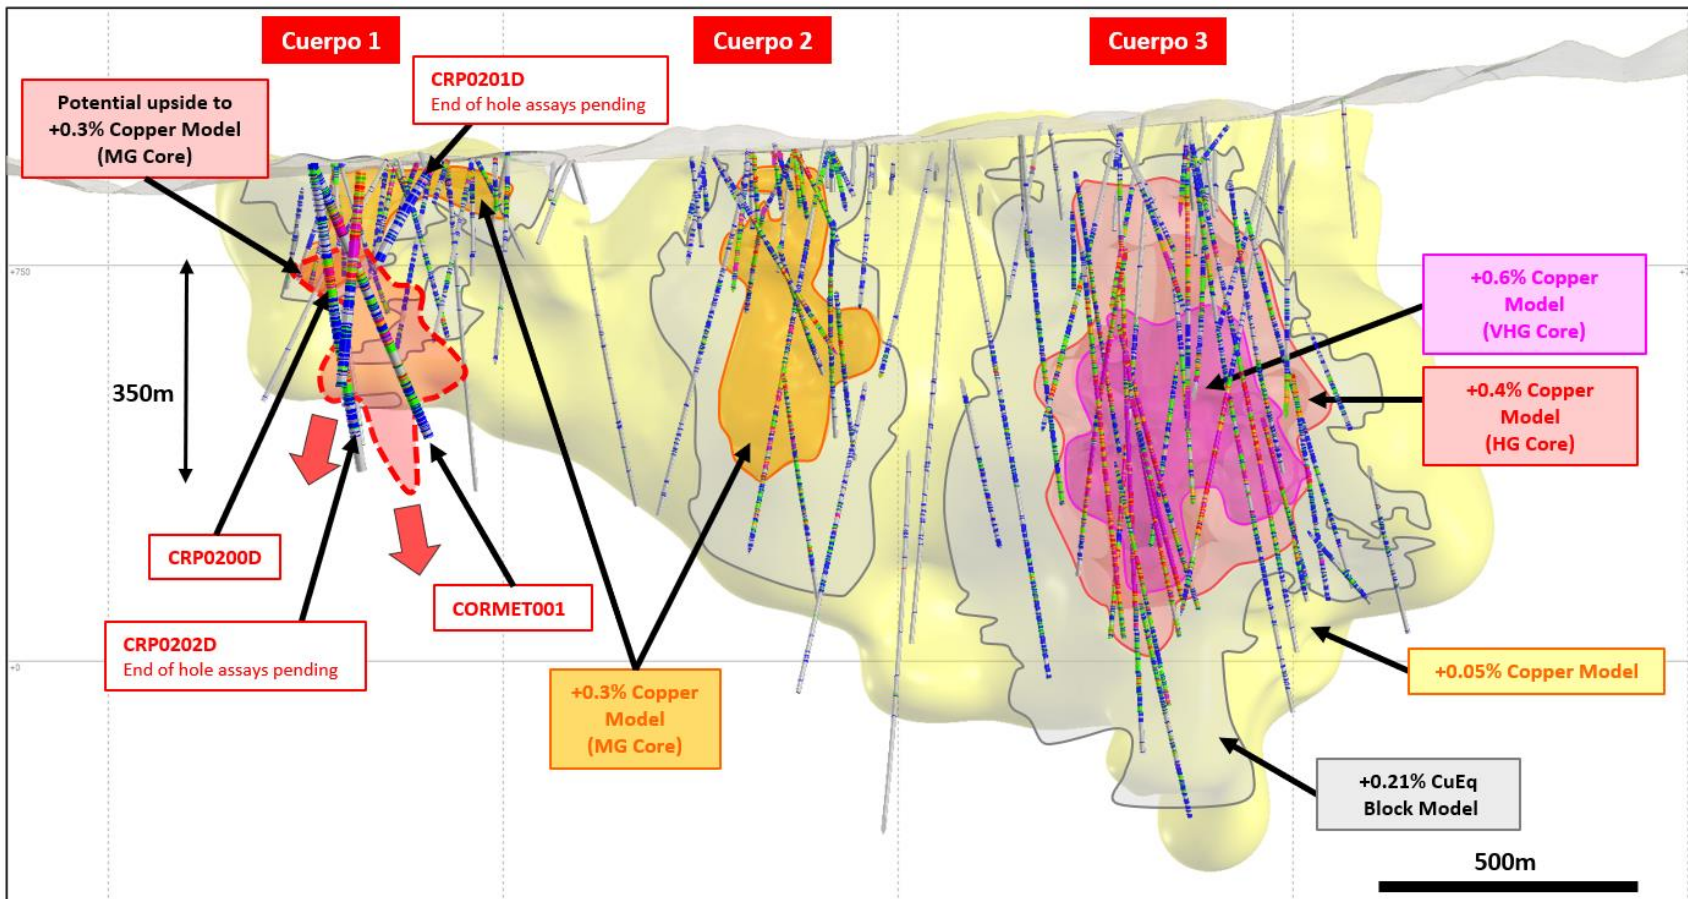 Cuerpo 1
Cuerpo 2
Cuerpo 3
CRP0201D
End of hole assays pending
Potential upside to
+0.3% Copper Model
(MG Core)
+750
350m
+0.6% Copper
Model
(VHG Core)
+0.4% Copper
Model
(HG Core)
CRP0200D
CORMET001
CRP0202D
End of hole assays pending
+0
+0.3% Copper
Model
(MG Core)
+0.05% Copper Model
+0.21% CuEq
Block Model
500m